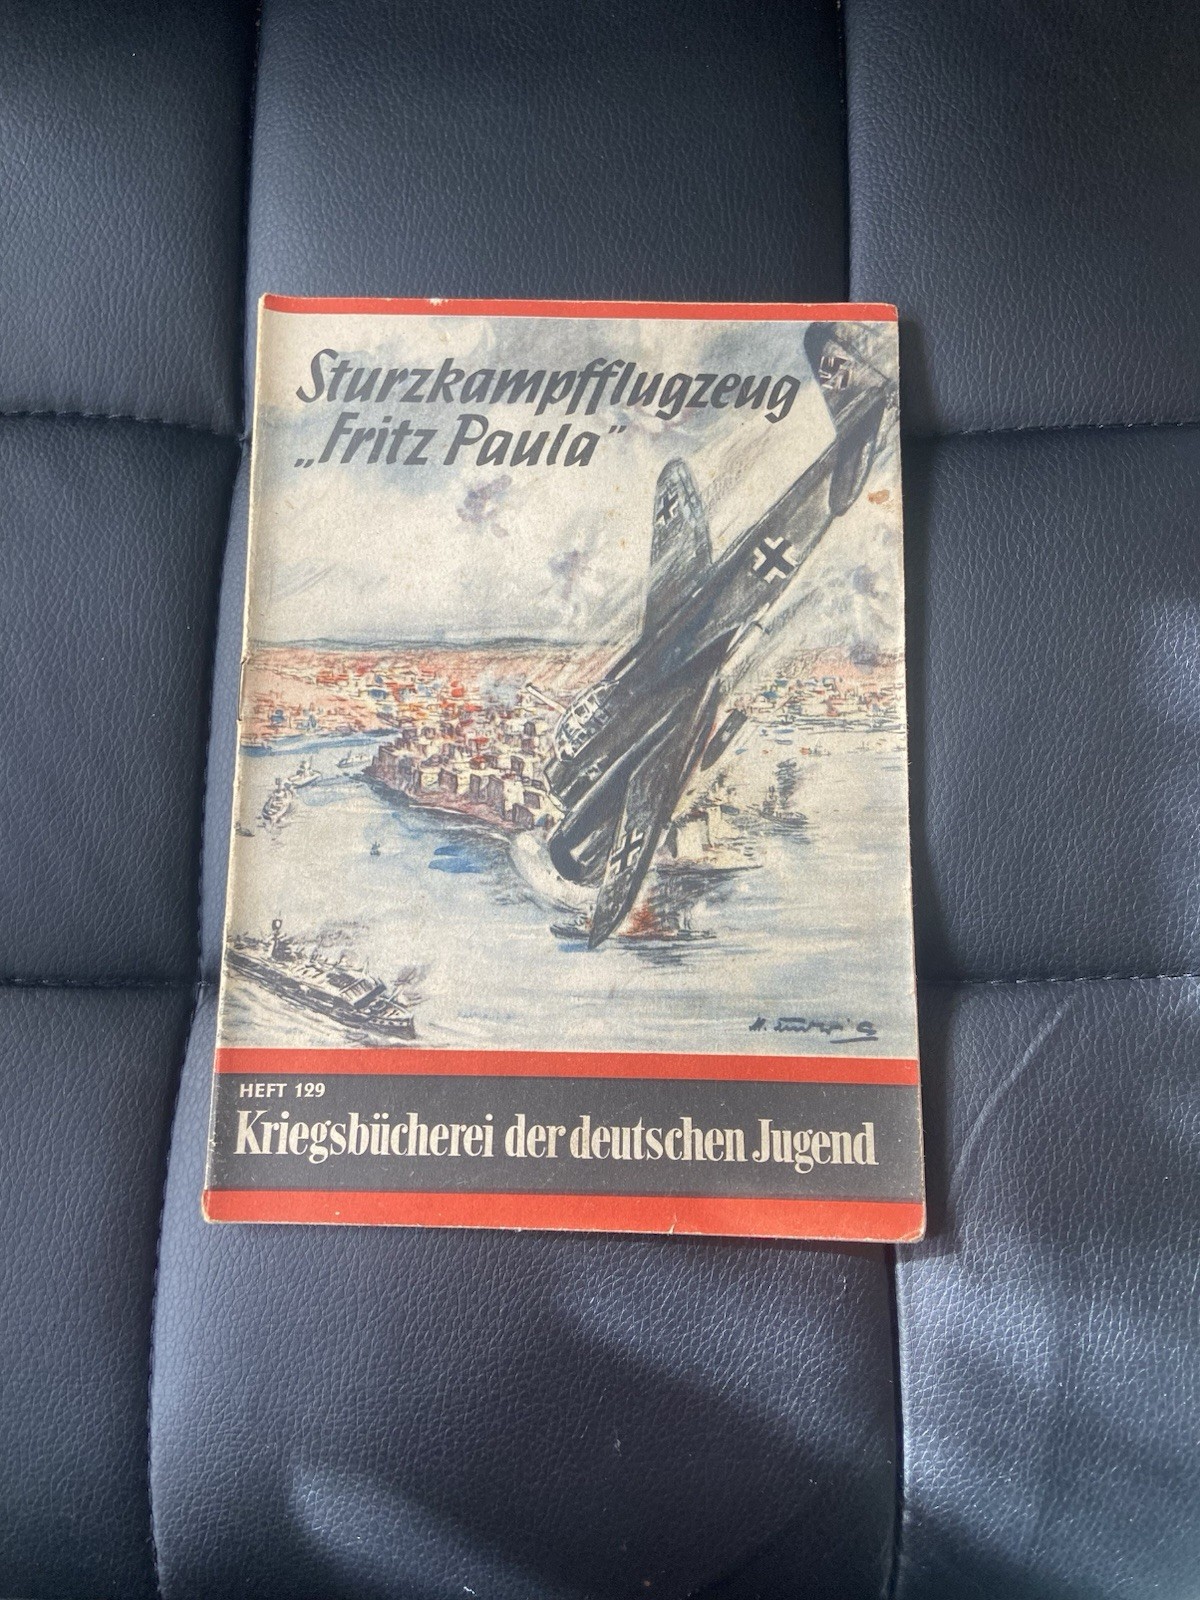 Sturzkampfflugzeug
„Fritz Paula"
HEFT 129
Kriegsbücherei der deutschen Jugend